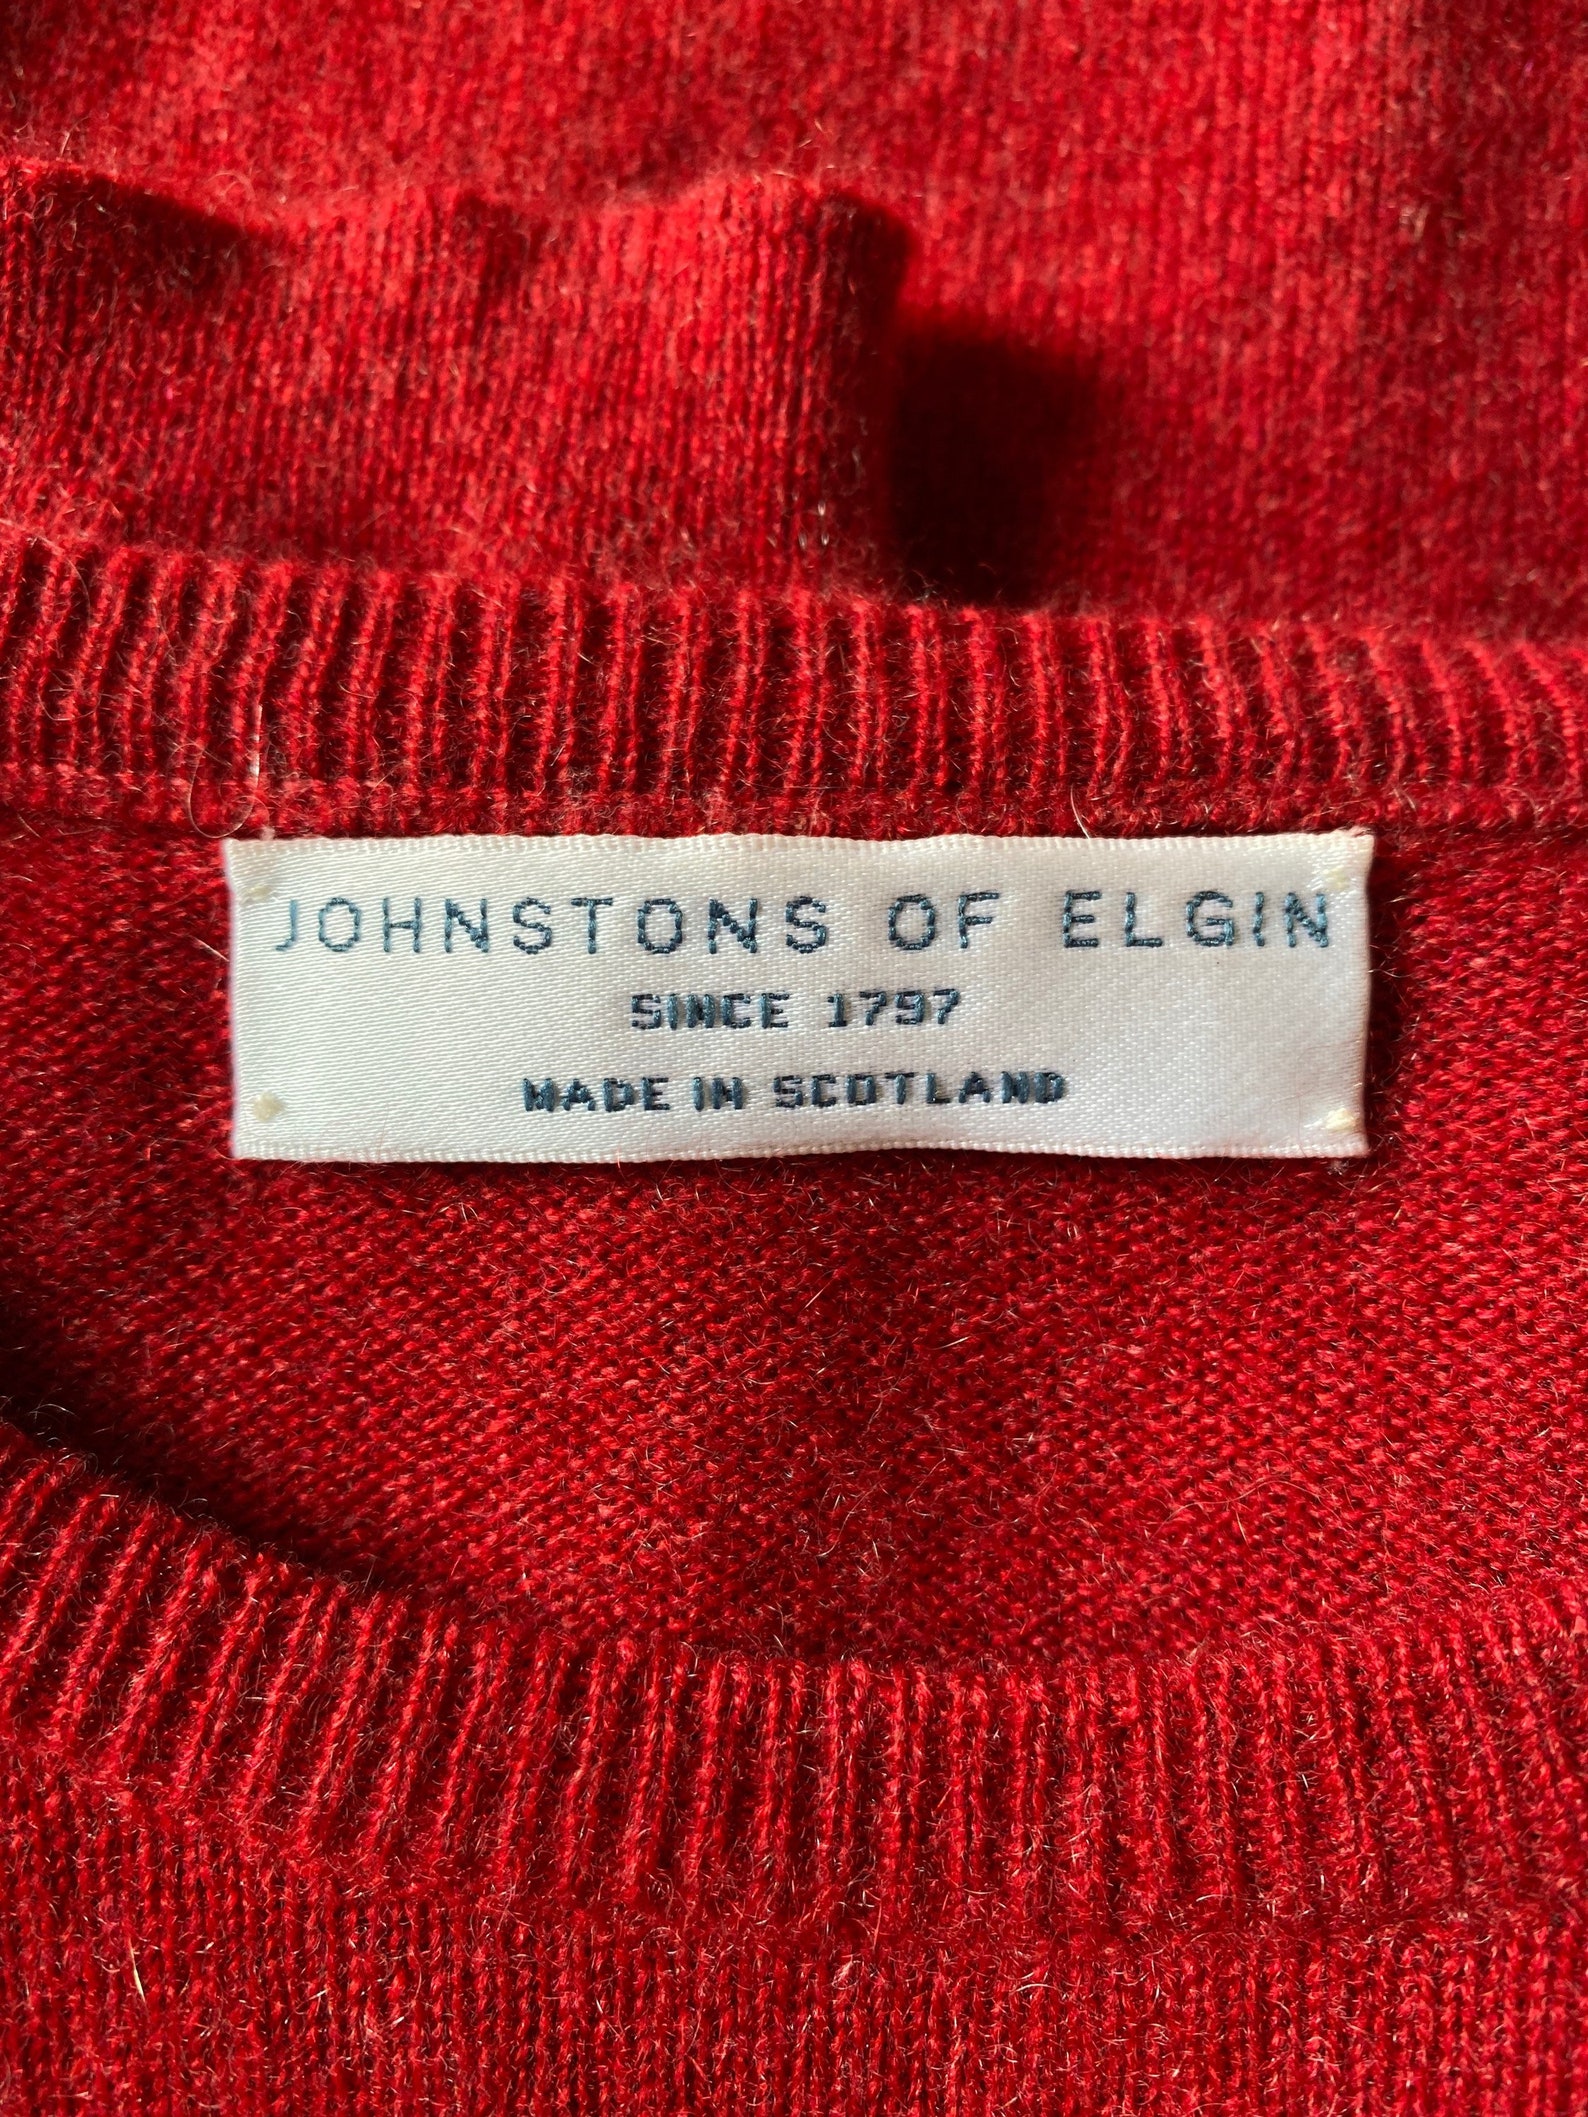 JOHNSTONS OF ELGIN
SINCE 1797
MADE IN SCOTLAND